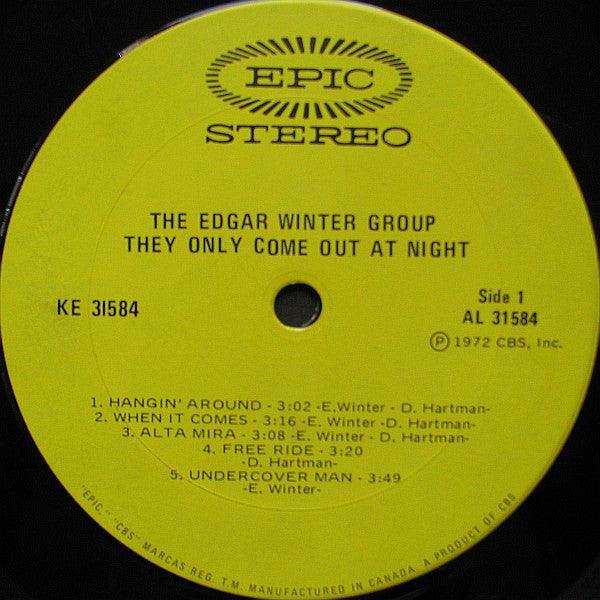 EPIC
STEREO
THE EDGAR WINTER GROUP
THEY ONLY COME OUT AT NIGHT
KE 31584
Side 1
AL 31584
Ⓟ 1972 CBS, Inc.
1. HANGIN' AROUND - 3:02 -E.Winter - D. Hartman-
2. WHEN IT COMES - 3:16 -E. Winter -D. Hartman-
3. ALTA MIRA - 3:08 -E. Winter - D. Hartman-
4. FREE RIDE - 3:20
-D. Hartman-
5. UNDERCOVER MAN - 3:49
-E. Winter-
"EPIC," "CBS" MARCAS REG. T.M. MANUFACTURED IN CANADA. A PRODUCT OF CBS